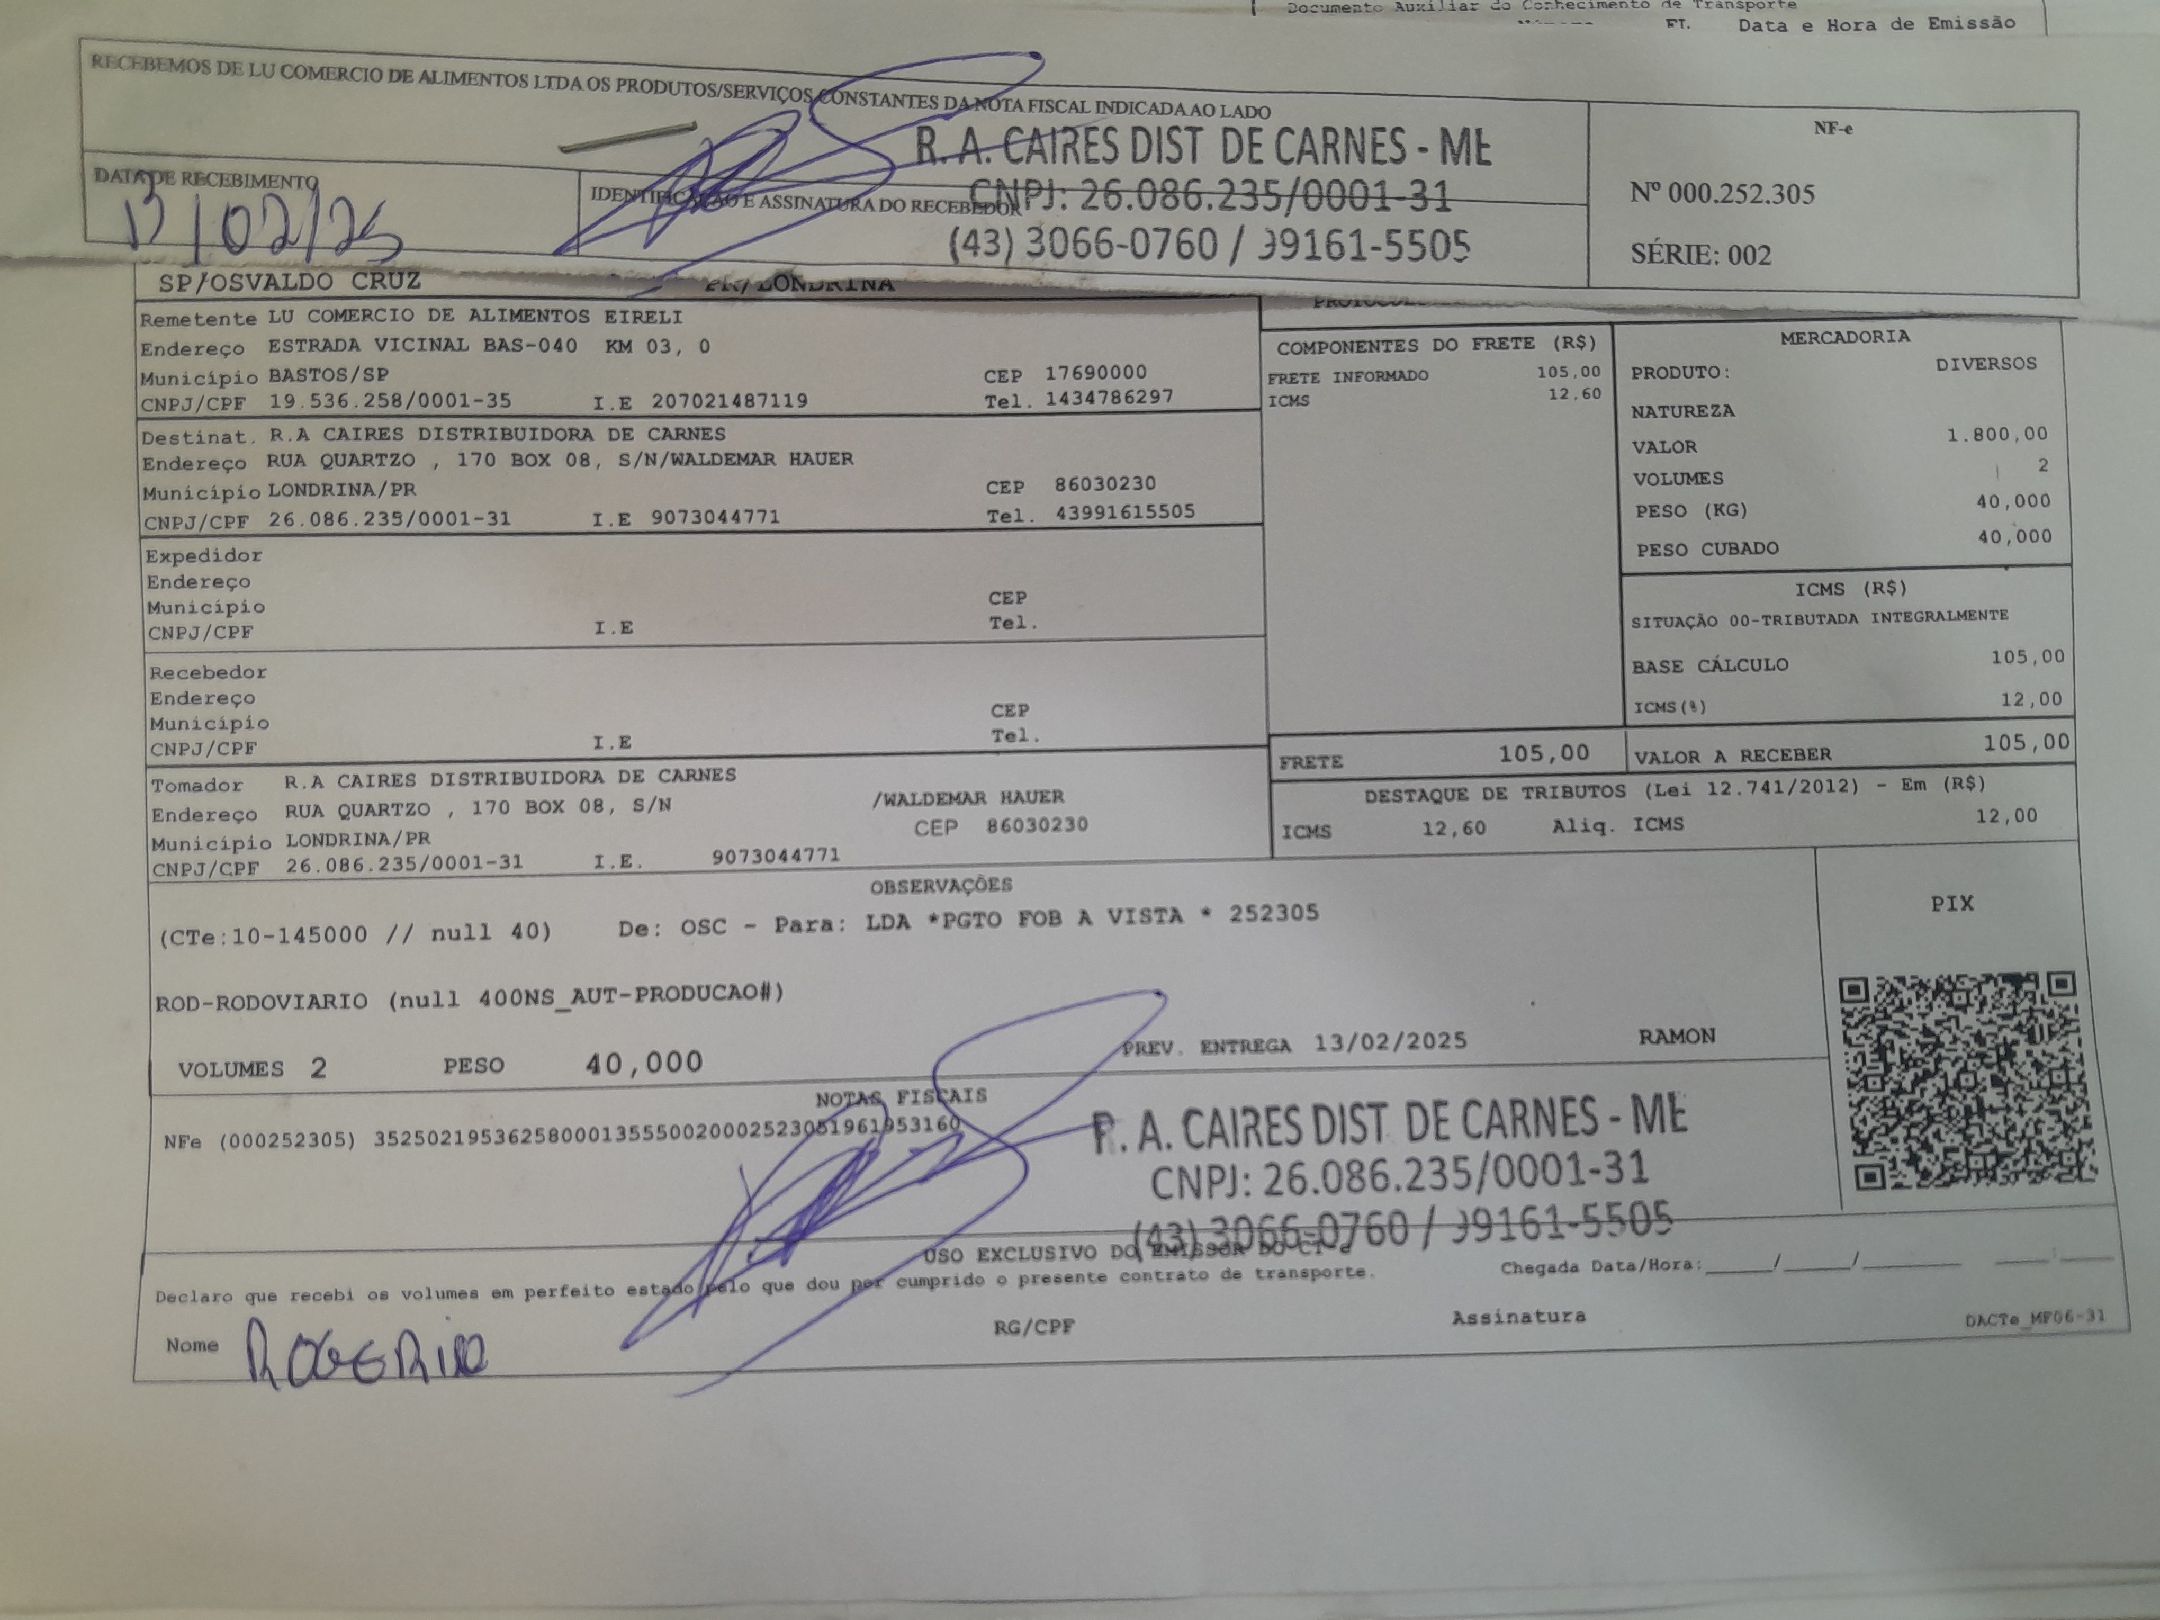 Documento Auxiliar do Conhecimento de Transporte
FT. Data e Hora de Emissão
RECEBEMOS DE LU COMERCIO DE ALIMENTOS LTDA OS PRODUTOS/SERVIÇOS CONSTANTES DA NOTA FISCAL INDICADA AO LADO
NF-e
Nº 000.252.305
SÉRIE: 002
DATA DE RECEBIMENTO
/02/25
IDENTIFICAÇÃO E ASSINATURA DO RECEBEDOR
R. A. CAIRES DIST DE CARNES - ME
CNPJ: 26.086.235/0001-31
(43) 3066-0760 / 99161-5505
SP/OSVALDO CRUZ PR/LONDRINA
Remetente LU COMERCIO DE ALIMENTOS EIRELI
Endereço ESTRADA VICINAL BAS-040 KM 03, 0
Município BASTOS/SP CEP 17690000
CNPJ/CPF 19.536.258/0001-35 I.E 207021487119 Tel. 1434786297
Destinat. R.A CAIRES DISTRIBUIDORA DE CARNES
Endereço RUA QUARTZO , 170 BOX 08, S/N/WALDEMAR HAUER
Município LONDRINA/PR CEP 86030230
CNPJ/CPF 26.086.235/0001-31 I.E 9073044771 Tel. 43991615505
Expedidor
Endereço
Município CEP
CNPJ/CPF I.E Tel.
Recebedor
Endereço
Município CEP
CNPJ/CPF I.E Tel.
Tomador R.A CAIRES DISTRIBUIDORA DE CARNES
Endereço RUA QUARTZO , 170 BOX 08, S/N /WALDEMAR HAUER
Município LONDRINA/PR CEP 86030230
CNPJ/CPF 26.086.235/0001-31 I.E. 9073044771
COMPONENTES DO FRETE (R$)
FRETE INFORMADO 105,00
ICMS 12,60
FRETE 105,00
MERCADORIA
PRODUTO: DIVERSOS
NATUREZA
VALOR 1.800,00
VOLUMES 2
PESO (KG) 40,000
PESO CUBADO 40,000
ICMS (R$)
SITUAÇÃO 00-TRIBUTADA INTEGRALMENTE
BASE CÁLCULO 105,00
ICMS(%) 12,00
VALOR A RECEBER 105,00
DESTAQUE DE TRIBUTOS (Lei 12.741/2012) - Em (R$)
ICMS 12,60 Aliq. ICMS 12,00
OBSERVAÇÕES
(CTe:10-145000 // null 40) De: OSC - Para: LDA *PGTO FOB A VISTA * 252305
ROD-RODOVIARIO (null 400NS_AUT-PRODUCAO#)
VOLUMES 2 PESO 40,000 PREV. ENTREGA 13/02/2025 RAMON
PIX
NOTAS FISCAIS
NFe (000252305) 35250219536258000135550020002523051961953160
R. A. CAIRES DIST DE CARNES - ME
CNPJ: 26.086.235/0001-31
(43) 3066-0760 / 99161-5505
USO EXCLUSIVO DO EMISSOR DO CT-e
Declaro que recebi os volumes em perfeito estado pelo que dou por cumprido o presente contrato de transporte. Chegada Data/Hora:_____/_____/_______
Nome ROGERIO RG/CPF Assinatura DACTe_MF06-31